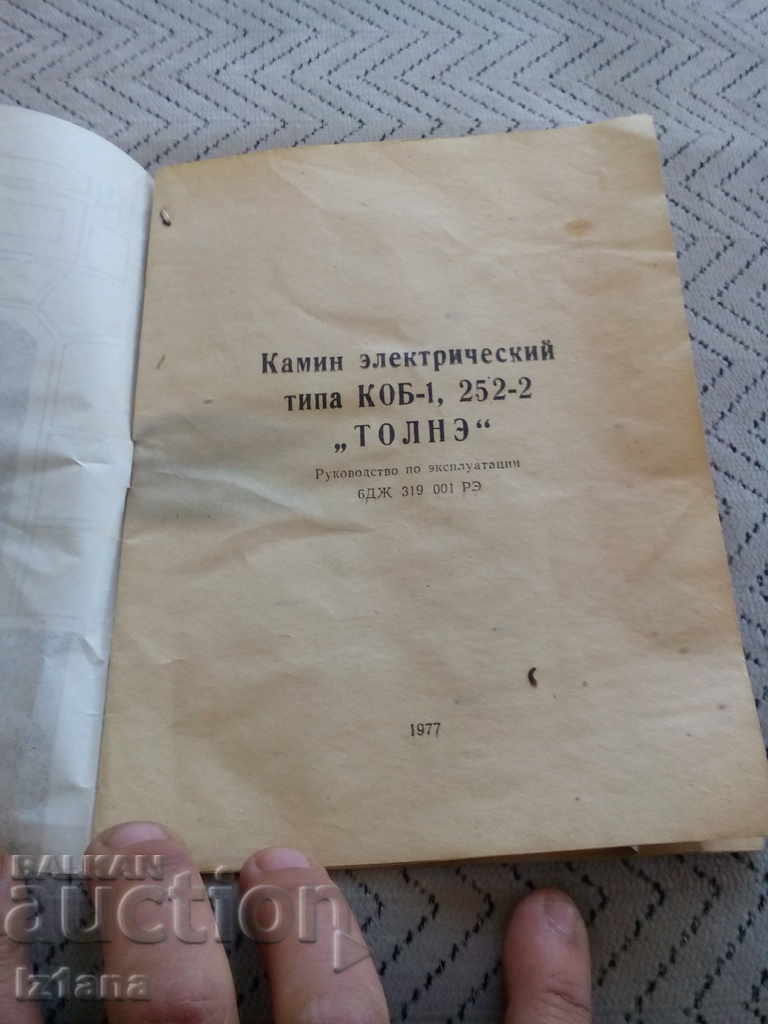 Камин электрический
типа КОБ-1, 252-2
„ТОЛНЭ“
Руководство по эксплуатации
6ДЖ 319 001 РЭ
1977
BALKAN
auction
Iz1ana